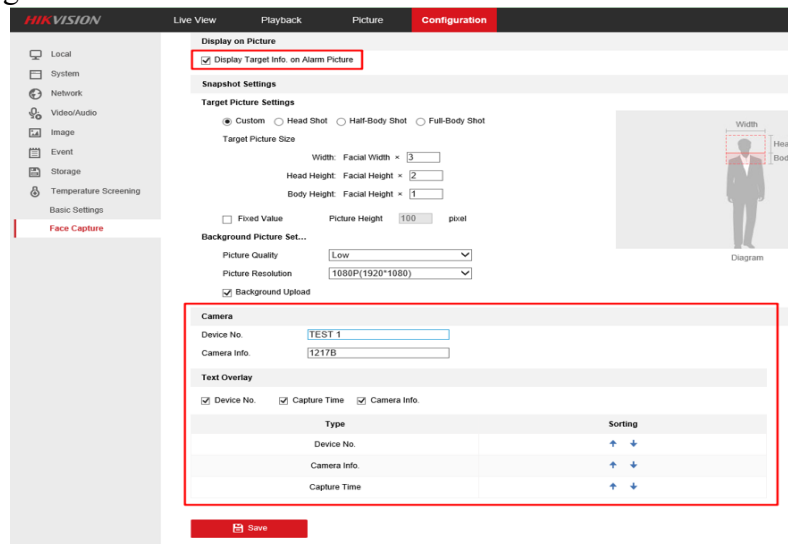 HIKVISION Live View Playback Picture Configuration
Local
System
Network
Video/Audio
Image
Event
Storage
Temperature Screening
Basic Settings
Face Capture
Display on Picture
Display Target Info. on Alarm Picture
Snapshot Settings
Target Picture Settings
Custom Head Shot Half-Body Shot Full-Body Shot
Target Picture Size
Width: Facial Width × 3
Head Height: Facial Height × 2
Body Height: Facial Height × 1
Fixed Value Picture Height 100 pixel
Background Picture Set...
Picture Quality Low
Picture Resolution 1080P(1920*1080)
Background Upload
Width
Hea
Bod
Diagram
Camera
Device No. TEST 1
Camera Info. 1217B
Text Overlay
Device No. Capture Time Camera Info.
Type Sorting
Device No.
Camera Info.
Capture Time
Save